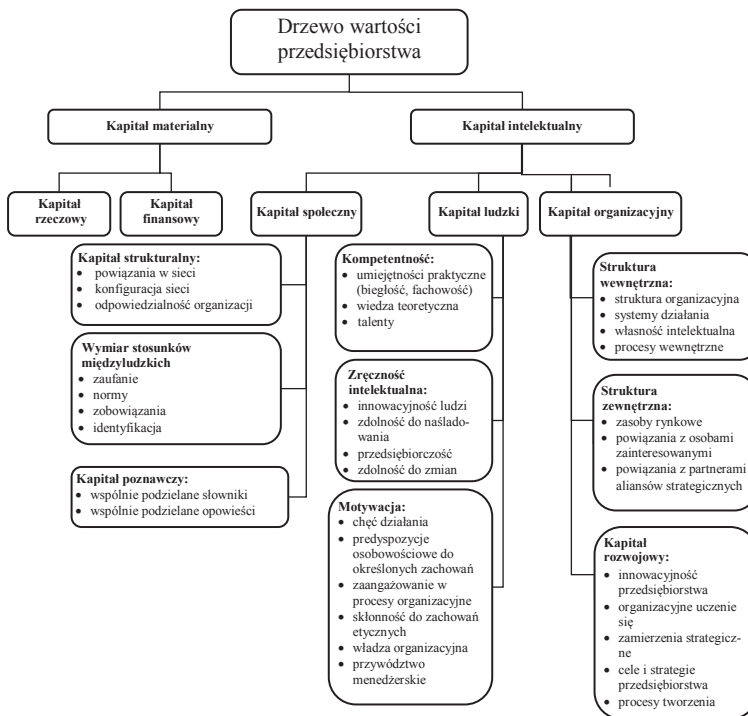 Drzewo wartości
przedsiębiorstwa
Kapitał materialny
Kapitał intelektualny
Kapitał
rzeczowy
Kapitał
finansowy
Kapitał społeczny
Kapitał ludzki
Kapitał organizacyjny
Kapitał strukturalny:
• powiązania w sieci
• konfiguracja sieci
• odpowiedzialność organizacji
Wymiar stosunków
międzyludzkich
• zaufanie
• normy
• zobowiązania
• identyfikacja
Kapitał poznawczy:
• wspólnie podzielane słowniki
• wspólnie podzielane opowieści
Kompetentność:
• umiejętności praktyczne
(biegłość, fachowość)
• wiedza teoretyczna
• talenty
Zręczność
intelektualna:
• innowacyjność ludzi
• zdolność do naślado-
wania
• przedsiębiorczość
• zdolność do zmian
Motywacja:
• chęć działania
• predyspozycje
osobowościowe do
określonych zachowań
• zaangażowanie w
procesy organizacyjne
• skłonność do zachowań
etycznych
• władza organizacyjna
• przywództwo
menedżerskie
Struktura
wewnętrzna:
• struktura organizacyjna
• systemy działania
• własność intelektualna
• procesy wewnętrzne
Struktura
zewnętrzna:
• zasoby rynkowe
• powiązania z osobami
zainteresowanymi
• powiązania z partnerami
aliansów strategicznych
Kapitał
rozwojowy:
• innowacyjność
przedsiębiorstwa
• organizacyjne uczenie
się
• zamierzenia strategicz-
ne
• cele i strategie
przedsiębiorstwa
• procesy tworzenia